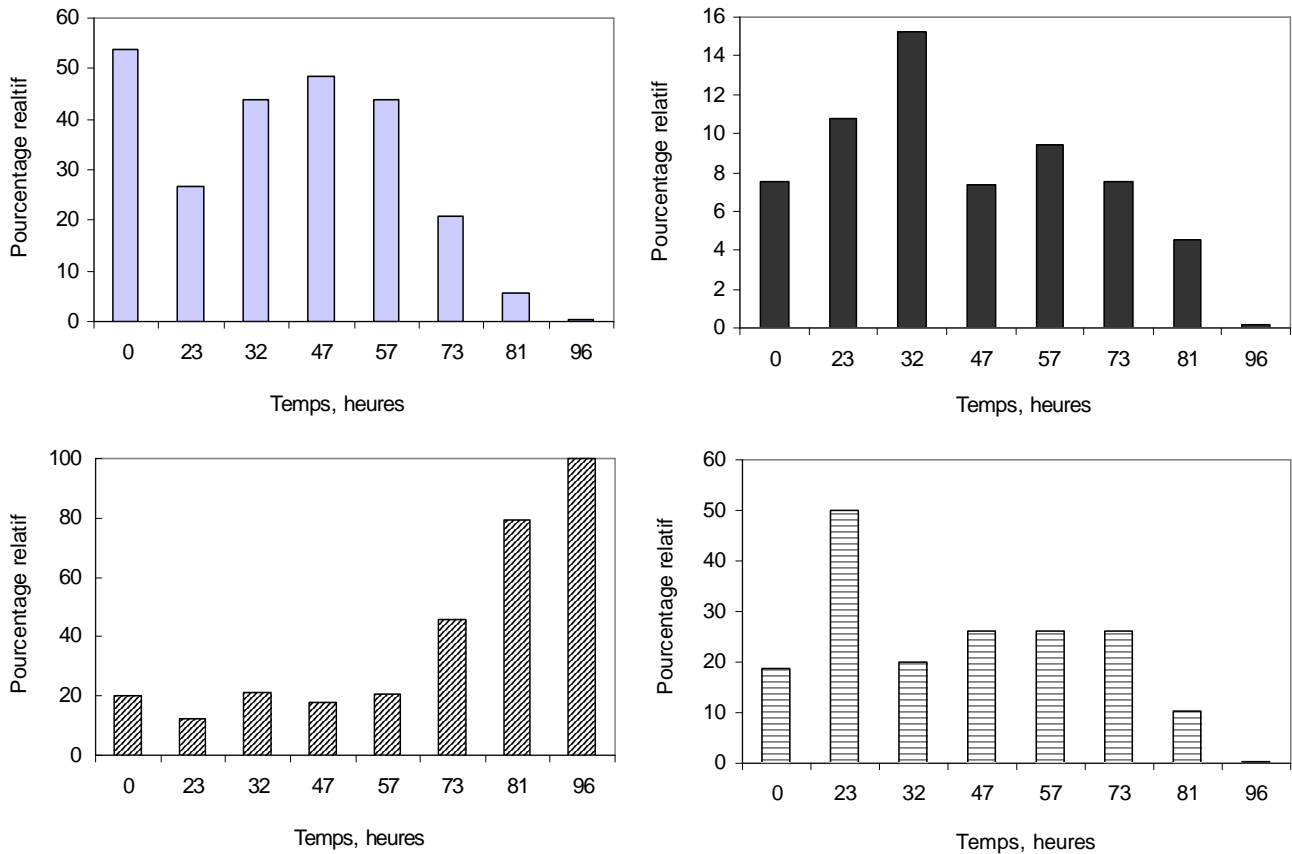 Pourcentage realtif
60
50
40
30
20
10
0
0 23 32 47 57 73 81 96
Temps, heures
Pourcentage relatif
16
14
12
10
8
6
4
2
0
0 23 32 47 57 73 81 96
Temps, heures
Pourcentage relatif
100
80
60
40
20
0
0 23 32 47 57 73 81 96
Temps, heures
Pourcentage relatif
60
50
40
30
20
10
0
0 23 32 47 57 73 81 96
Temps, heures